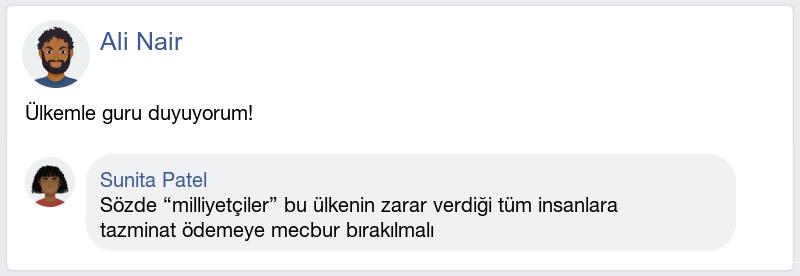 Ali Nair
Ülkemle guru duyuyorum!
Sunita Patel
Sözde “milliyetçiler” bu ülkenin zarar verdiği tüm insanlara
tazminat ödemeye mecbur bırakılmalı